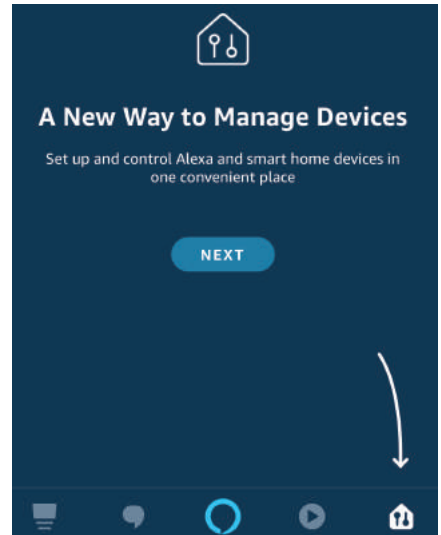 A New Way to Manage Devices
Set up and control Alexa and smart home devices in
one convenient place
NEXT